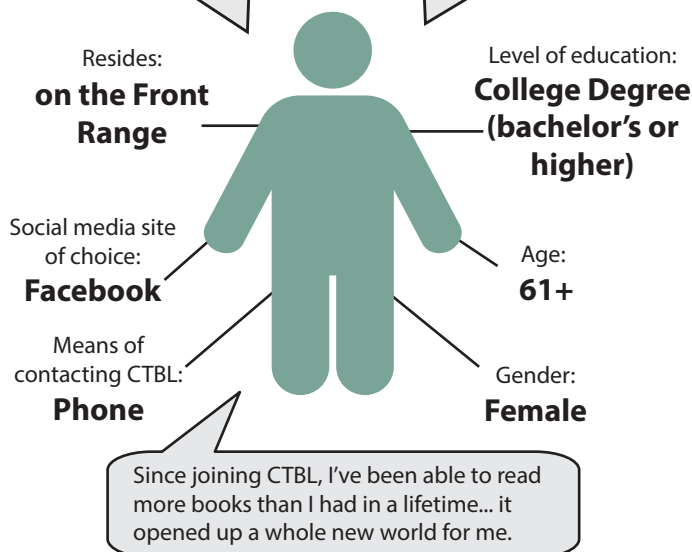 Resides:
on the Front
Range
Level of education:
College Degree
(bachelor's or
higher)
Social media site
of choice:
Facebook
Age:
61+
Means of
contacting CTBL:
Phone
Gender:
Female
Since joining CTBL, I've been able to read
more books than I had in a lifetime... it
opened up a whole new world for me.